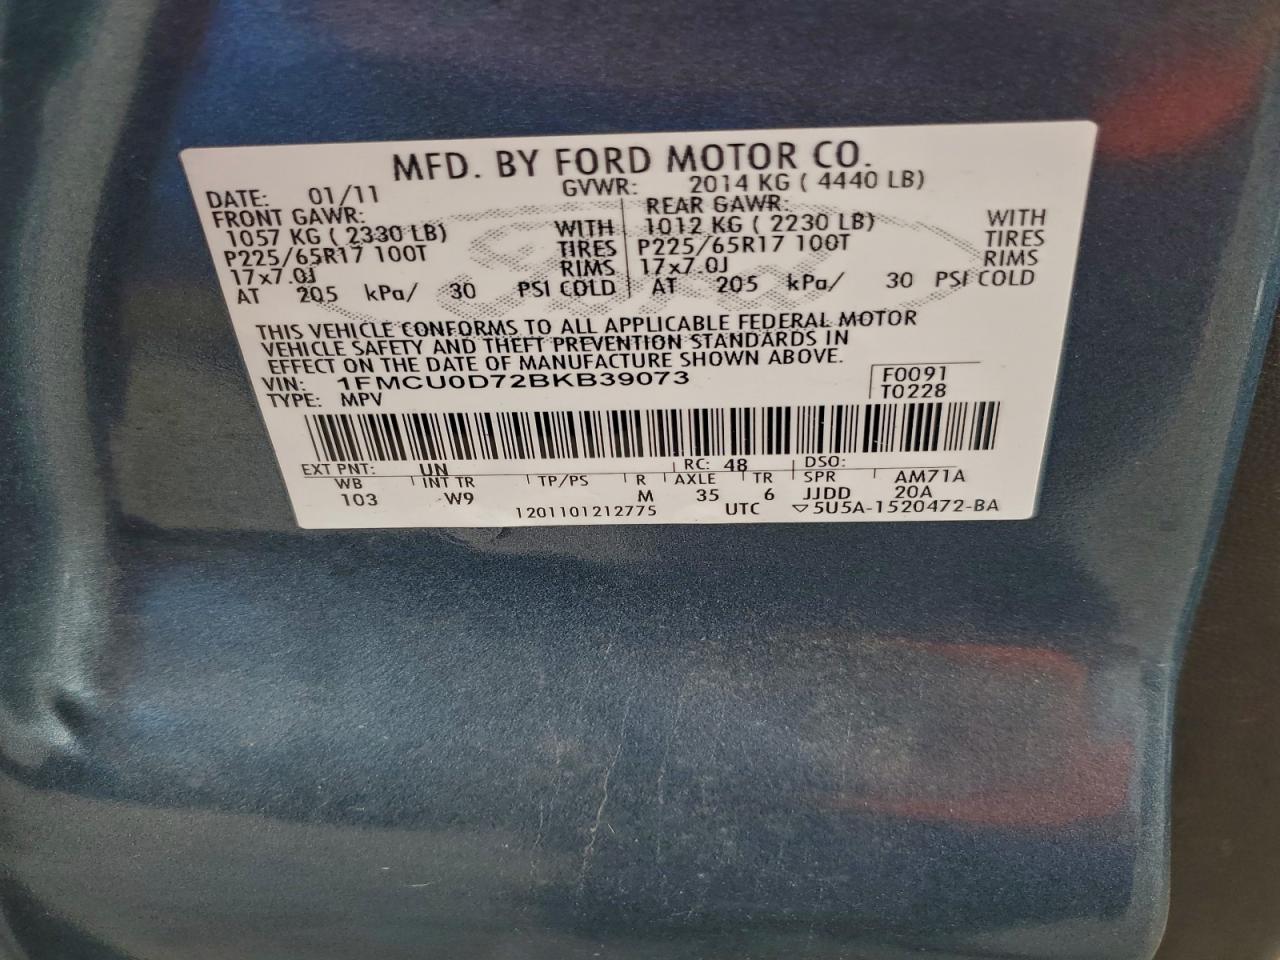 MFD. BY FORD MOTOR CO.
DATE: 01/11 GVWR: 2014 KG ( 4440 LB)
FRONT GAWR: REAR GAWR:
1057 KG ( 2330 LB) WITH 1012 KG ( 2230 LB) WITH
P225/65R17 100T TIRES P225/65R17 100T TIRES
17x7.0J RIMS 17x7.0J RIMS
AT 205 kPa/ 30 PSI COLD AT 205 kPa/ 30 PSI COLD
THIS VEHICLE CONFORMS TO ALL APPLICABLE FEDERAL MOTOR
VEHICLE SAFETY AND THEFT PREVENTION STANDARDS IN
EFFECT ON THE DATE OF MANUFACTURE SHOWN ABOVE.
VIN: 1FMCU0D72BKB39073 F0091
TYPE: MPV T0228
EXT PNT: UN RC: 48 DSO:
WB INT TR TP/PS R AXLE TR SPR AM71A
103 W9 M 35 6 JJDD 20A
1201101212775 UTC ▽5U5A-1520472-BA